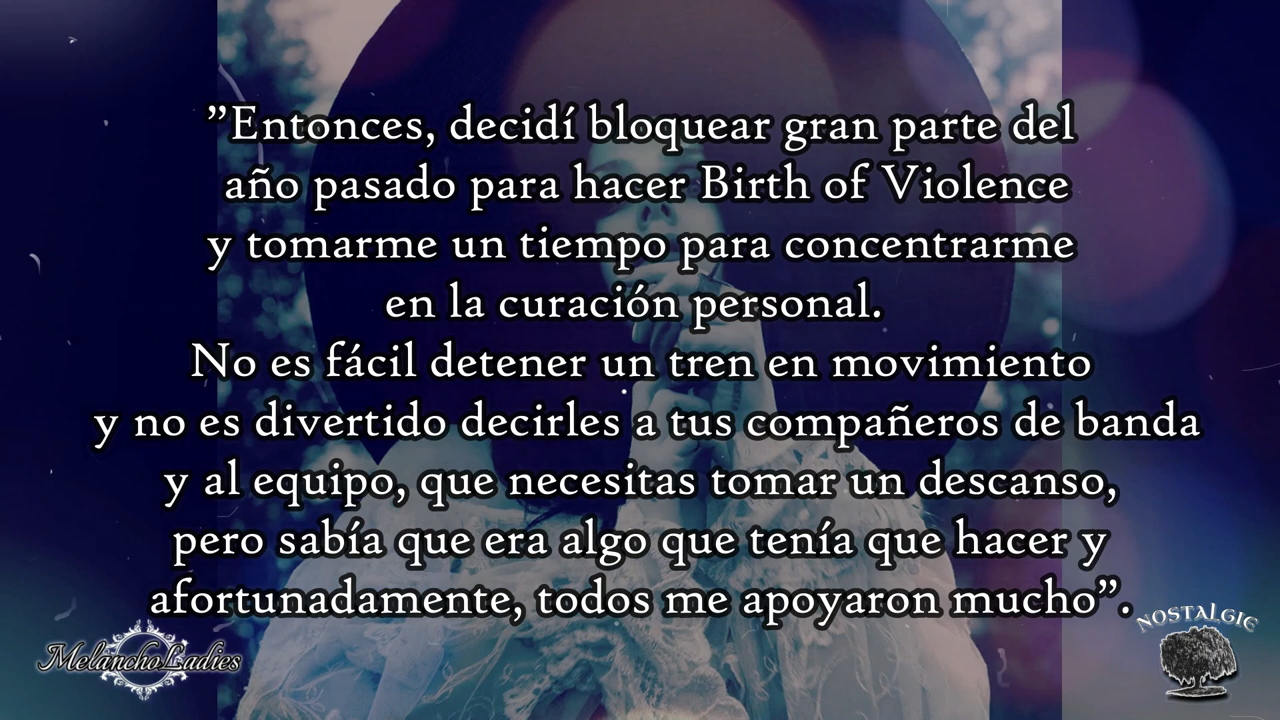 ”Entonces, decidí bloquear gran parte del
año pasado para hacer Birth of Violence
y tomarme un tiempo para concentrarme
en la curación personal.
No es fácil detener un tren en movimiento
y no es divertido decirles a tus compañeros de banda
y al equipo, que necesitas tomar un descanso,
pero sabía que era algo que tenía que hacer y
afortunadamente, todos me apoyaron mucho”.
MelanchoLadies
NOSTALGIE